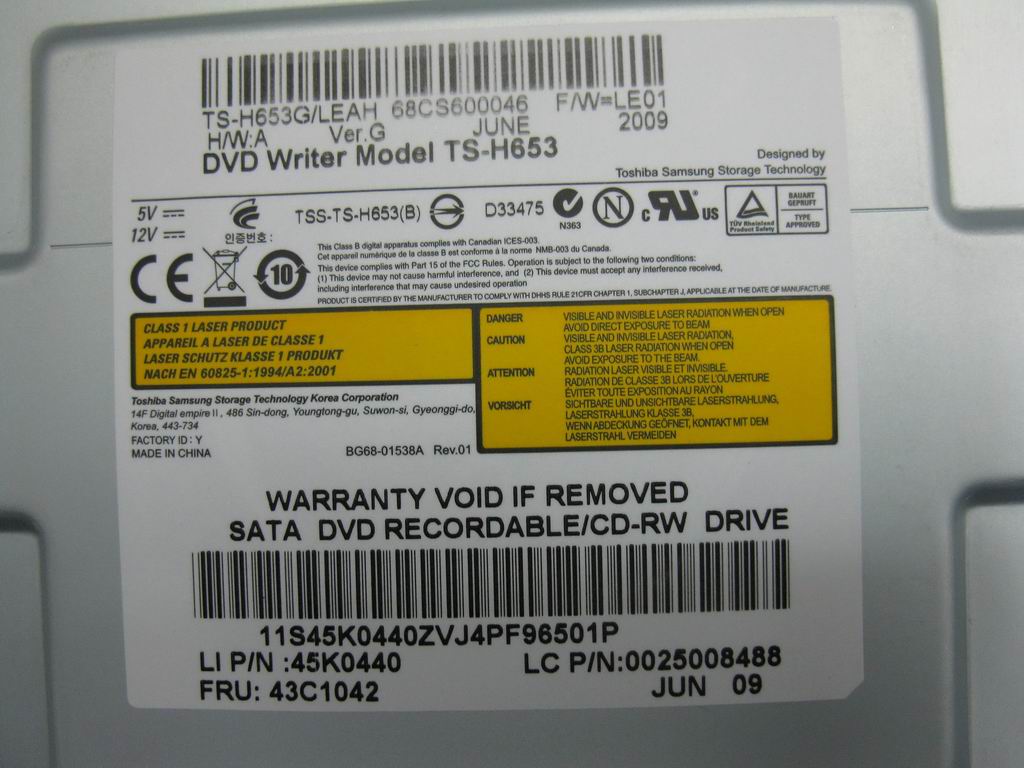 TS-H653G/LEAH 68CS600046 F/W=LE01
H/W:A Ver.G JUNE 2009
DVD Writer Model TS-H653
Designed by
Toshiba Samsung Storage Technology
5V
12V
인증번호 :
TSS-TS-H653(B)
D33475
N363
N
c RU US
TÜV Rheinland
Product Safety
BAUART
GEPRÜFT
TYPE
APPROVED
CE
10
This Class B digital apparatus complies with Canadian ICES-003.
Cet appareil numérique de la classe B est conforme à la norme NMB-003 du Canada.
This device complies with Part 15 of the FCC Rules. Operation is subject to the following two conditions:
(1) This device may not cause harmful interference, and (2) This device must accept any interference received,
including interference that may cause undesired operation
PRODUCT IS CERTIFIED BY THE MANUFACTURER TO COMPLY WITH DHHS RULE 21CFR CHAPTER 1, SUBCHAPTER J, APPLICABLE AT THE DATE OF MANUFACTURE.
CLASS 1 LASER PRODUCT
APPAREIL A LASER DE CLASSE 1
LASER SCHUTZ KLASSE 1 PRODUKT
NACH EN 60825-1:1994/A2:2001
DANGER VISIBLE AND INVISIBLE LASER RADIATION WHEN OPEN
AVOID DIRECT EXPOSURE TO BEAM
CAUTION VISIBLE AND INVISIBLE LASER RADIATION,
CLASS 3B LASER RADIATION WHEN OPEN
AVOID EXPOSURE TO THE BEAM.
ATTENTION RADIATION LASER VISIBLE ET INVISIBLE.
RADIATION DE CLASSE 3B LORS DE L'OUVERTURE
ÉVITER TOUTE EXPOSITION AU RAYON
VORSICHT SICHTBARE UND UNSICHTBARE LASERSTRAHLUNG,
LASERSTRAHLUNG KLASSE 3B,
WENN ABDECKUNG GEÖFNET, KONTAKT MIT DEM
LASERSTRAHL VERMEIDEN
Toshiba Samsung Storage Technology Korea Corporation
14F Digital empire II, 486 Sin-dong, Youngtong-gu, Suwon-si, Gyeonggi-do,
Korea, 443-734
FACTORY ID : Y
MADE IN CHINA
BG68-01538A Rev.01
WARRANTY VOID IF REMOVED
SATA DVD RECORDABLE/CD-RW DRIVE
11S45K0440ZVJ4PF96501P
LI P/N :45K0440 LC P/N:0025008488
FRU: 43C1042 JUN 09